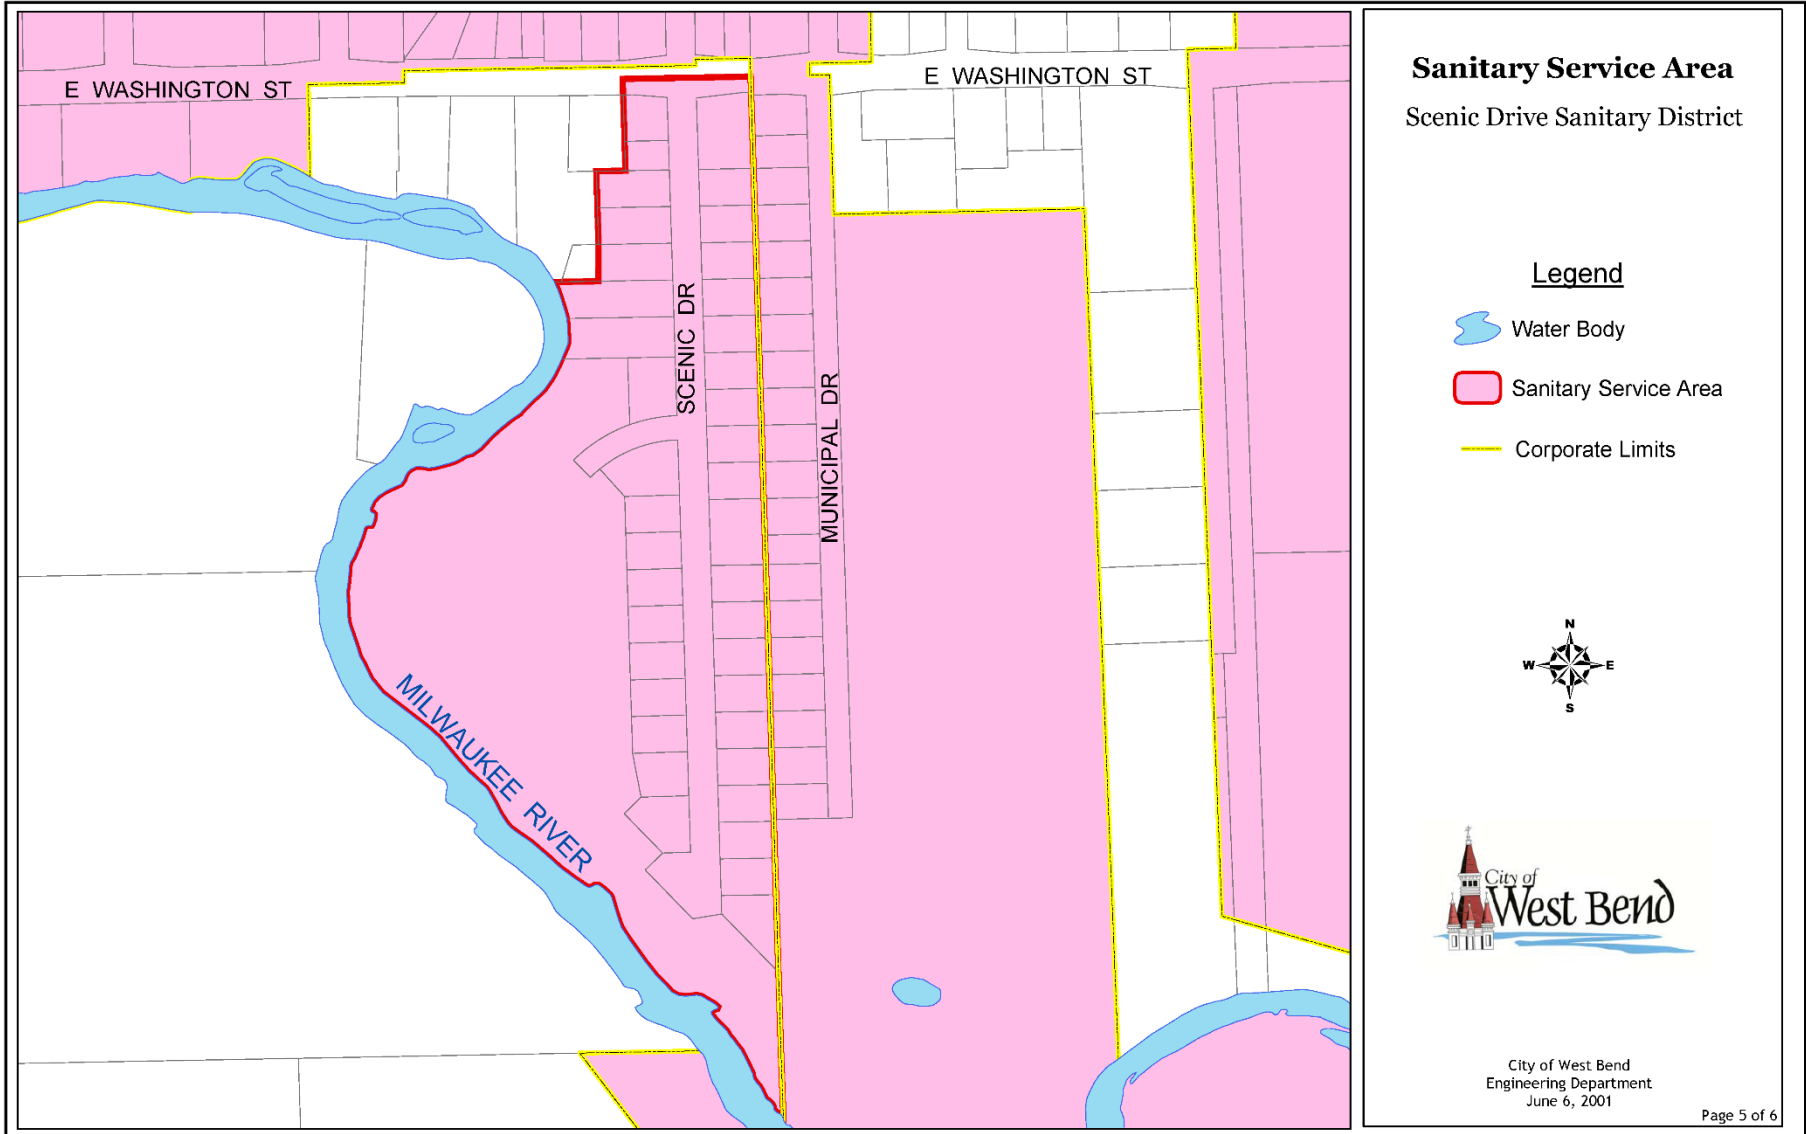 E WASHINGTON ST
E WASHINGTON ST
SCENIC DR
MUNICIPAL DR
MILWAUKEE RIVER
Sanitary Service Area
Scenic Drive Sanitary District
Legend
Water Body
Sanitary Service Area
Corporate Limits
N
W E
S
City of
West Bend
City of West Bend
Engineering Department
June 6, 2001
Page 5 of 6